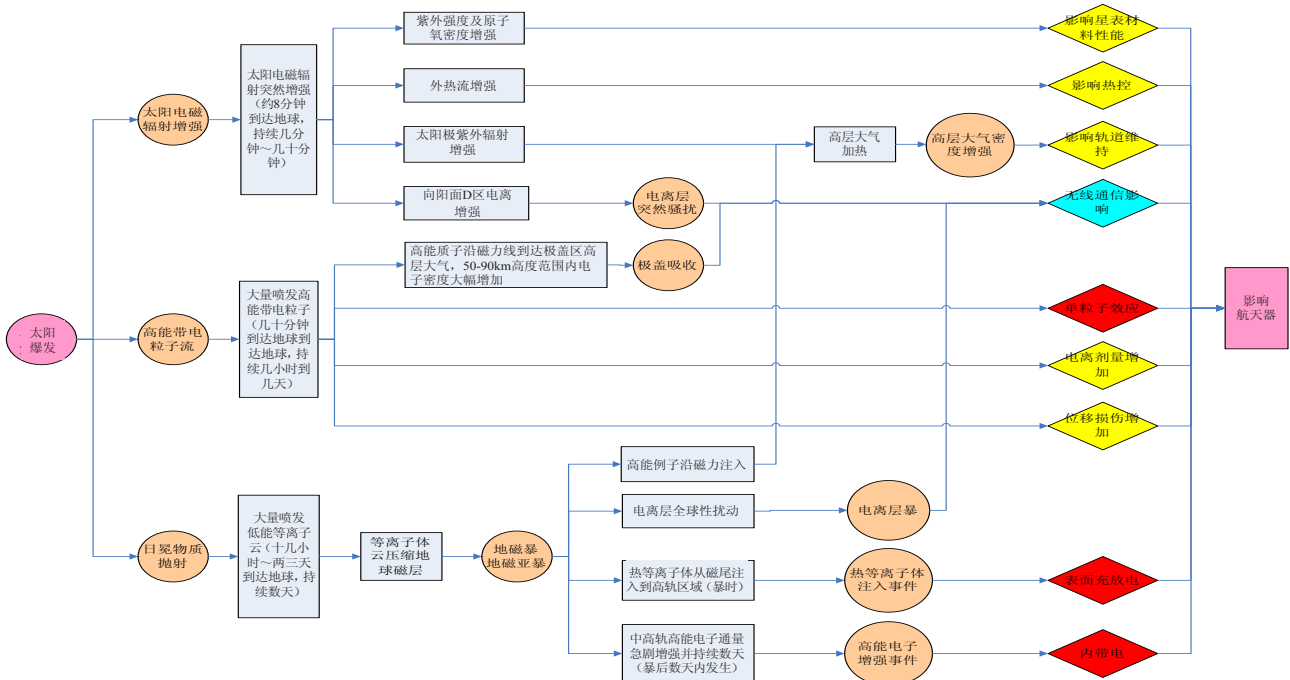 太阳
爆发
太阳电磁
辐射增强
太阳电磁辐
射突然增强
(约8分钟
到达地球,
持续几分
钟～几十分
钟)
紫外强度及原子
氧密度增强
影响星表材
料性能
外热流增强
影响热控
太阳极紫外辐射
增强
高层大气
加热
高层大气密
度增强
影响轨道维
持
向阳面D区电离
增强
电离层
突然骚扰
无线通信影
响
高能带电
粒子流
大量喷发高
能带电粒子
(几十分钟
到达地球到
达地球,持
续几小时到
几天)
高能质子沿磁力线到达极盖区高
层大气,50-90km高度范围内电
子密度大幅增加
极盖吸收
单粒子效应
电离剂量增
加
位移损伤增
加
日冕物质
抛射
大量喷发
低能等离子
云(十几小
时～两三天
到达地球,持
续数天)
等离子体
云压缩地
球磁层
地磁暴
地磁亚暴
高能例子沿磁力注入
电离层全球性扰动
电离层暴
热等离子体从磁尾注
入到高轨区域(暴时)
热等离子体
注入事件
表面充放电
中高轨高能电子通量
急剧增强并持续数天
(暴后数天内发生)
高能电子
增强事件
内带电
影响
航天器